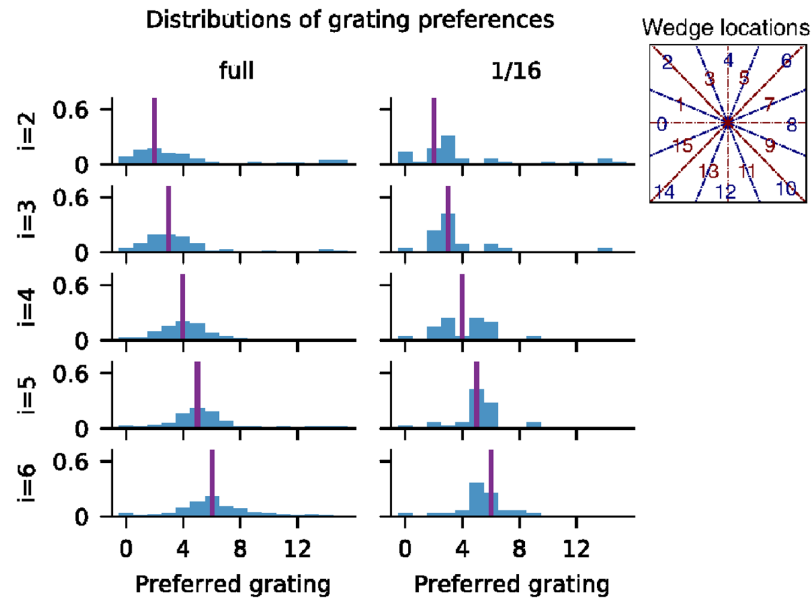 Distributions of grating preferences
full
1/16
Wedge locations
i=2
0.6
0
i=3
0.6
0
i=4
0.6
0
i=5
0.6
0
i=6
0.6
0
0 4 8 12
0 4 8 12
Preferred grating
Preferred grating
2 4 6
3 5
1 7
0 8
15 9
13 11
14 12 10